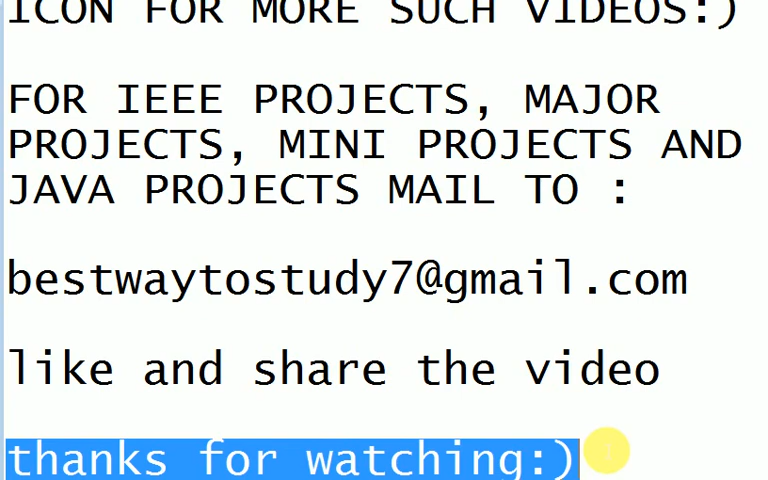 ICON FOR MORE SUCH VIDEOS:)
FOR IEEE PROJECTS, MAJOR
PROJECTS, MINI PROJECTS AND
JAVA PROJECTS MAIL TO :
bestwaytostudy7@gmail.com
like and share the video
thanks for watching:)